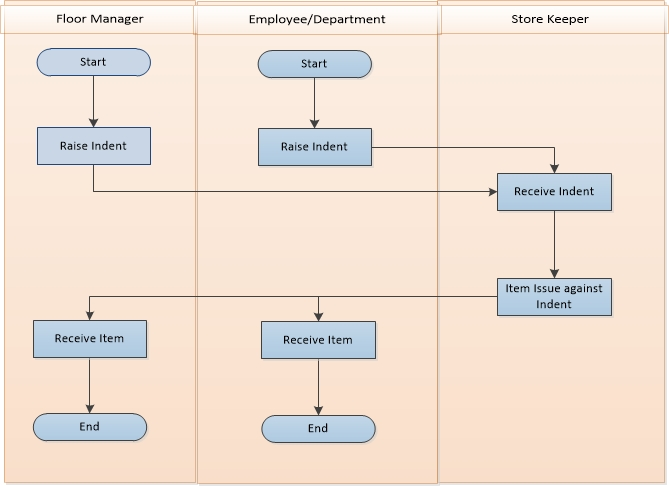 Floor Manager
Employee/Department
Store Keeper
Start
Start
Raise Indent
Raise Indent
Receive Indent
Item Issue against
Indent
Receive Item
Receive Item
End
End